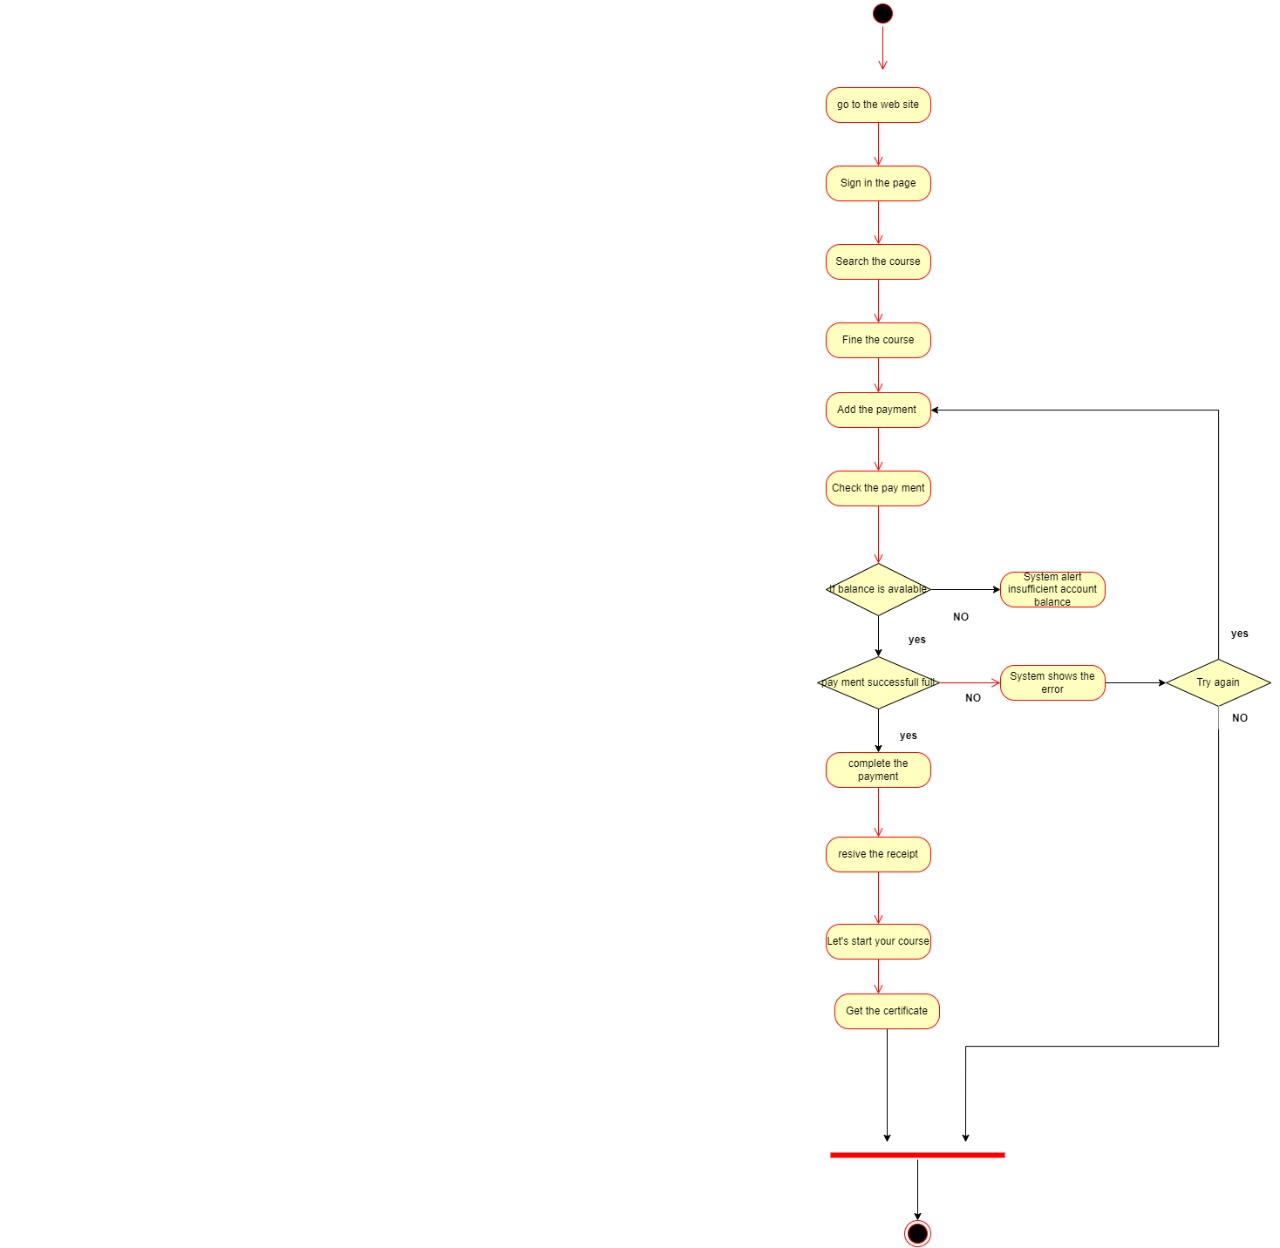 go to the web site
Sign in the page
Search the course
Fine the course
Add the payment
Check the pay ment
If balance is avalable
System alert
insufficient account
balance
NO
yes
yes
pay ment successfull full
System shows the
error
Try again
NO
NO
yes
complete the
payment
resive the receipt
Let's start your course
Get the certificate